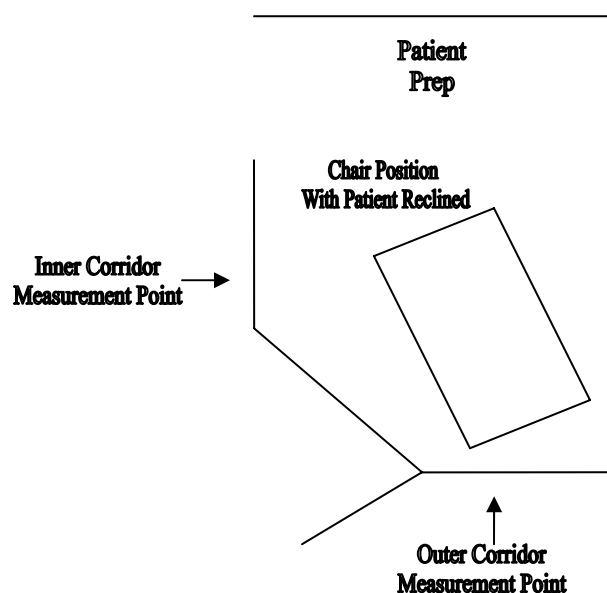 Patient
Prep
Chair Position
With Patient Reclined
Inner Corridor
Measurement Point
Outer Corridor
Measurement Point